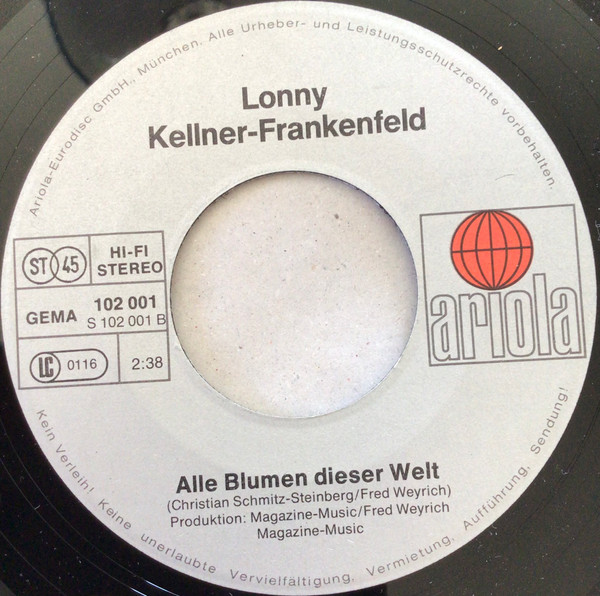 Ariola-Eurodisc GmbH., München. Alle Urheber- und Leistungsschutzrechte vorbehalten.
Lonny
Kellner-Frankenfeld
ST 45
HI-FI
STEREO
GEMA
102 001
S 102 001 B
LC 0116
2:38
ariola
Alle Blumen dieser Welt
(Christian Schmitz-Steinberg/Fred Weyrich)
Produktion: Magazine-Music/Fred Weyrich
Magazine-Music
Kein Verleih! Keine unerlaubte Vervielfältigung, Vermietung, Aufführung, Sendung!